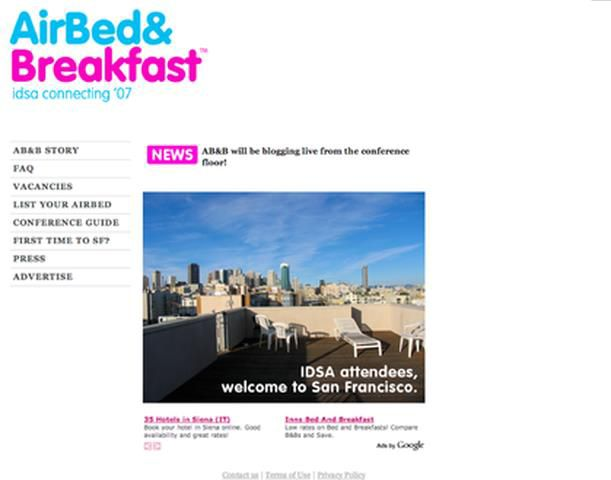 AirBed&
Breakfast™
idsa connecting '07
AB&B STORY
FAQ
VACANCIES
LIST YOUR AIRBED
CONFERENCE GUIDE
FIRST TIME TO SF?
PRESS
ADVERTISE
NEWS
AB&B will be blogging live from the conference
floor!
IDSA attendees,
welcome to San Francisco.
35 Hotels in Siena (IT)
Book your hotel in Siena online. Good
availability and great rates!
Inns Bed And Breakfast
Low rates on Bed and Breakfasts! Compare
B&Bs and Save.
Ads by Google
Contact us | Terms of Use | Privacy Policy